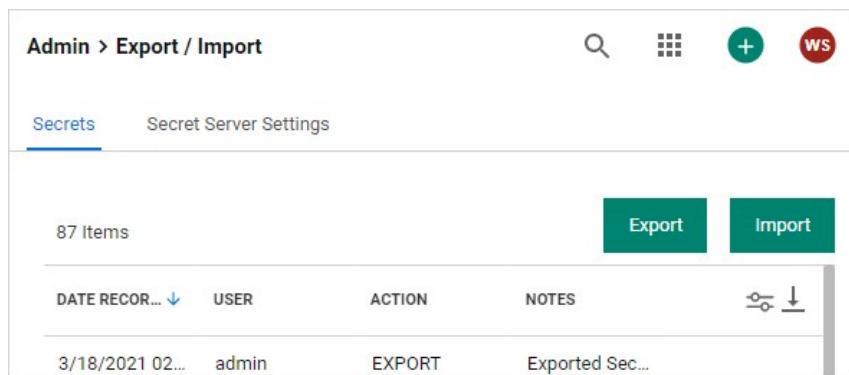 Admin > Export / Import
+ WS
Secrets Secret Server Settings
87 Items Export Import
DATE RECOR... USER ACTION NOTES
3/18/2021 02... admin EXPORT Exported Sec...